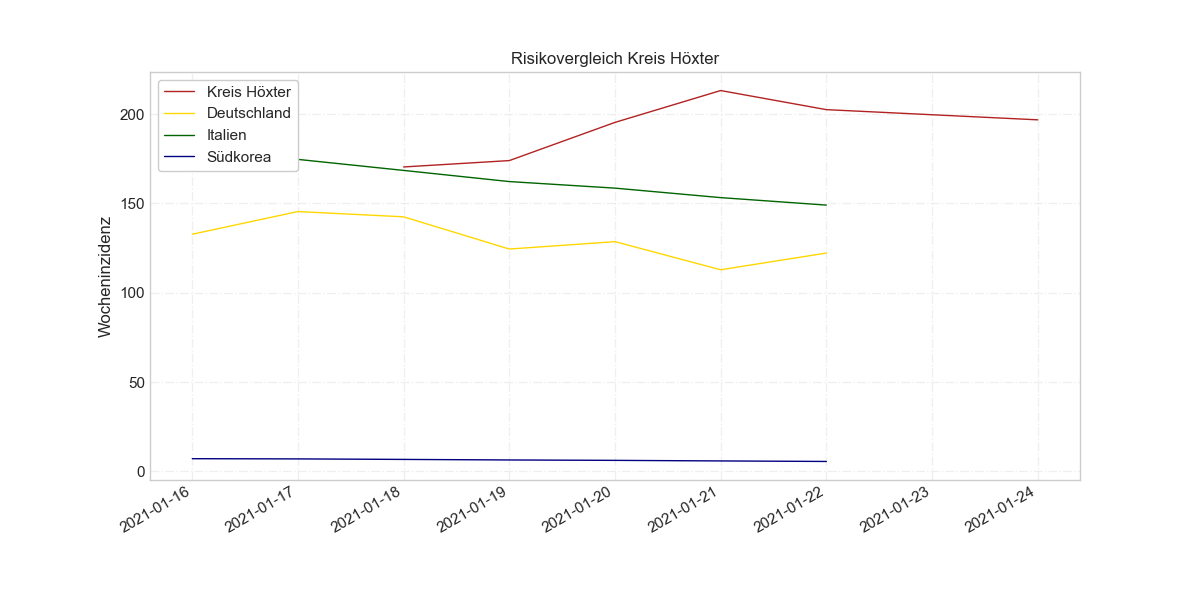 Risikovergleich Kreis Höxter
Kreis Höxter
Deutschland
Italien
Südkorea
Wocheninzidenz
200
150
100
50
0
2021-01-16
2021-01-17
2021-01-18
2021-01-19
2021-01-20
2021-01-21
2021-01-22
2021-01-23
2021-01-24